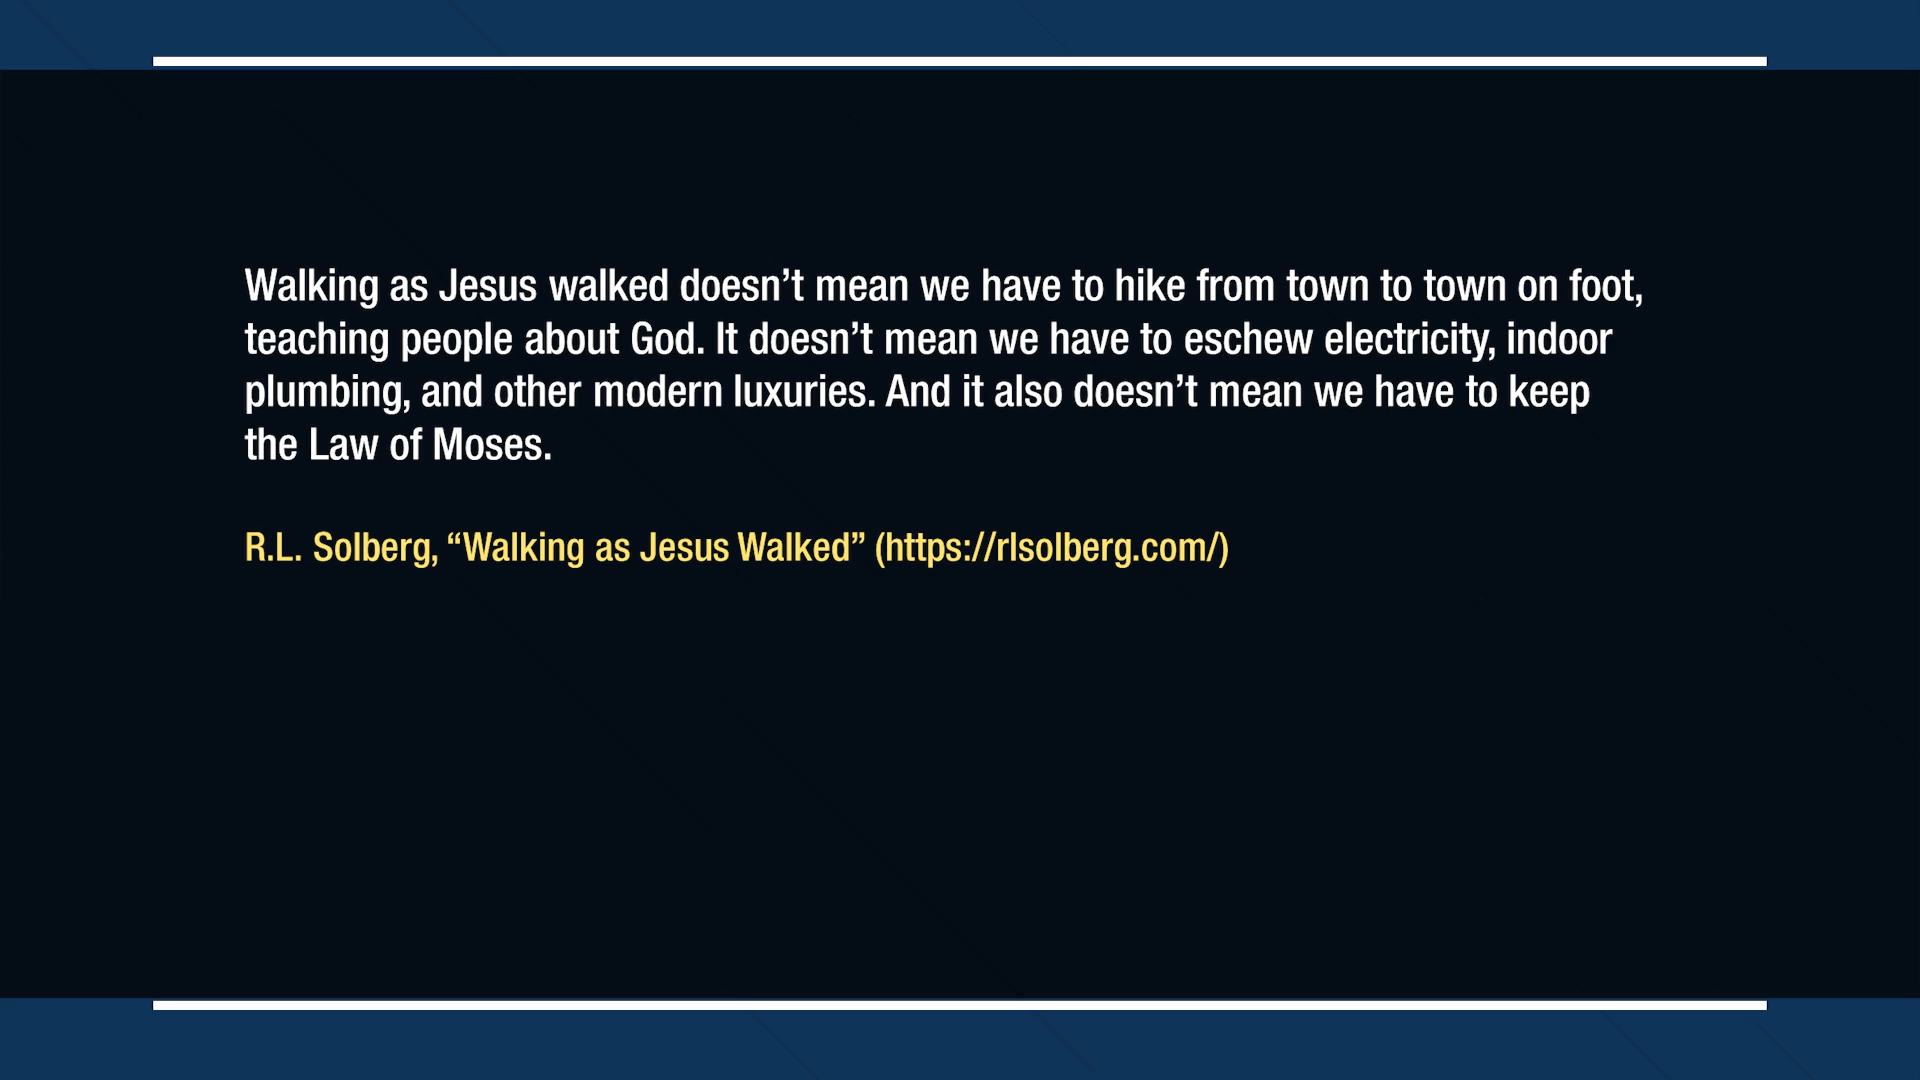 Walking as Jesus walked doesn’t mean we have to hike from town to town on foot,
teaching people about God. It doesn’t mean we have to eschew electricity, indoor
plumbing, and other modern luxuries. And it also doesn’t mean we have to keep
the Law of Moses.
R.L. Solberg, “Walking as Jesus Walked” (https://rlsolberg.com/)